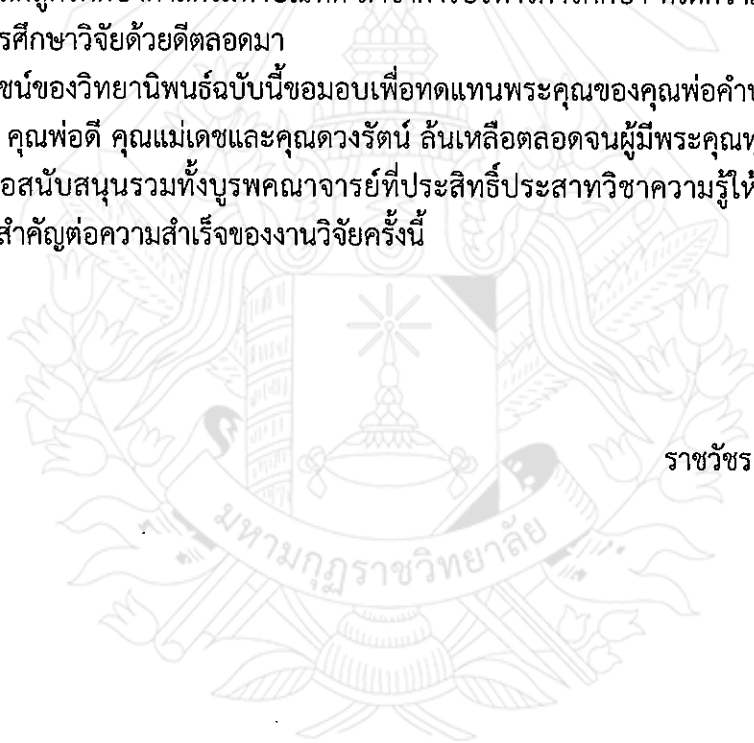 รศึกษาวิจัยด้วยดีตลอดมา
ชน์ของวิทยานิพนธ์ฉบับนี้ขอมอบเพื่อทดแทนพระคุณของคุณพ่อคำ
คุณพ่อดี คุณแม่เดชและคุณดวงรัตน์ ล้นเหลือตลอดจนผู้มีพระคุณ
อสนับสนุนรวมทั้งบูรพคณาจารย์ที่ประสิทธิ์ประสาทวิชาความรู้ให้
สำคัญต่อความสำเร็จของงานวิจัยครั้งนี้
ราชวัชร
มหามกุฏราชวิทยาลัย